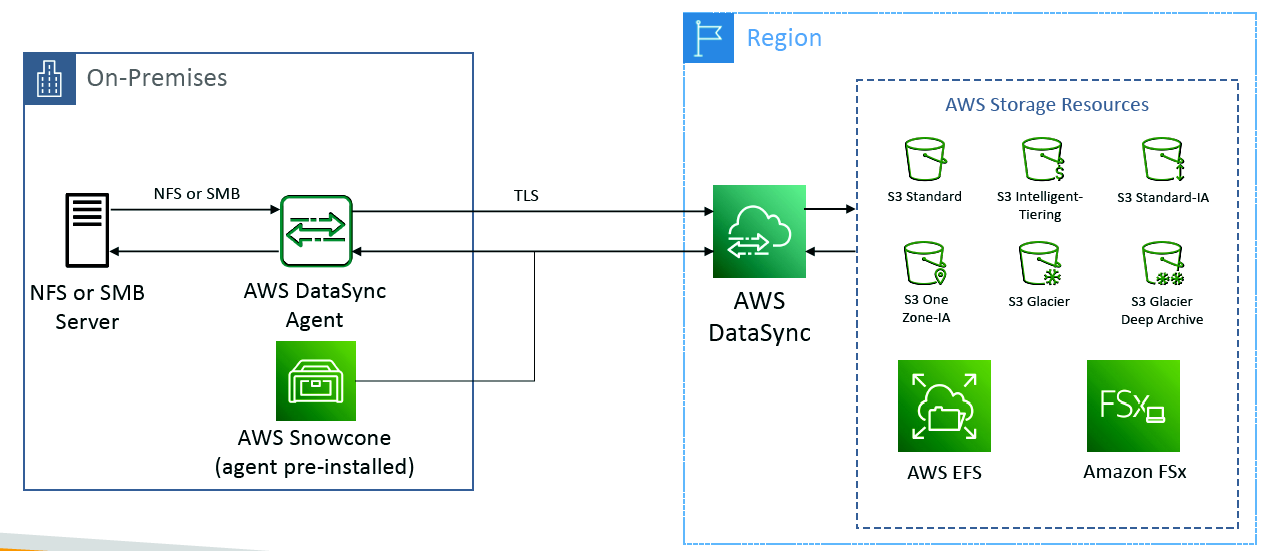 On-Premises
NFS or SMB
NFS or SMB
Server
AWS DataSync
Agent
AWS Snowcone
(agent pre-installed)
TLS
Region
AWS
DataSync
AWS Storage Resources
S3 Standard
S3 Intelligent-
Tiering
S3 Standard-IA
S3 One
Zone-IA
S3 Glacier
S3 Glacier
Deep Archive
AWS EFS
FSx
Amazon FSx